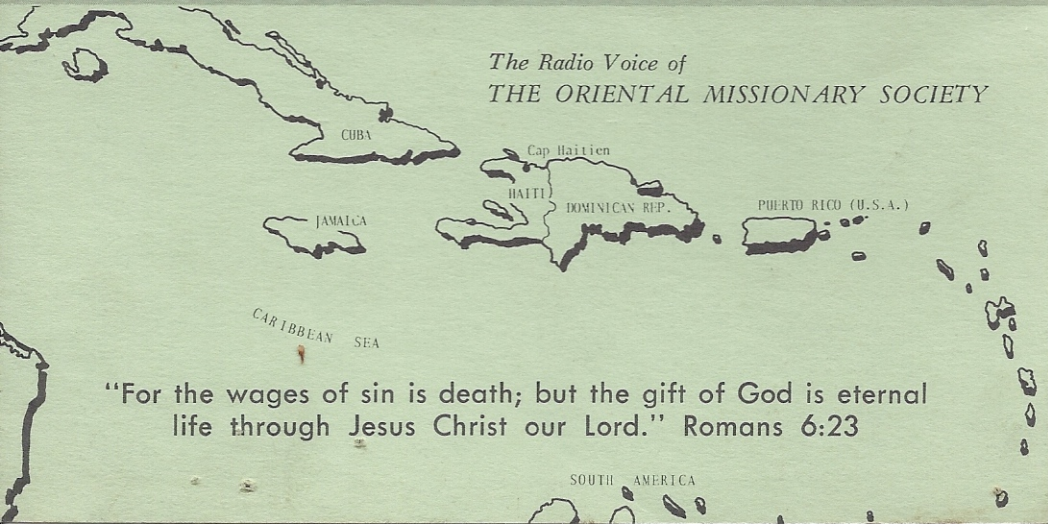 The Radio Voice of
THE ORIENTAL MISSIONARY SOCIETY
CUBA
Cap Haitien
HAITI
DOMINICAN REP.
PUERTO RICO (U.S.A.)
JAMAICA
CARIBBEAN SEA
"For the wages of sin is death; but the gift of God is eternal
life through Jesus Christ our Lord." Romans 6:23
SOUTH AMERICA